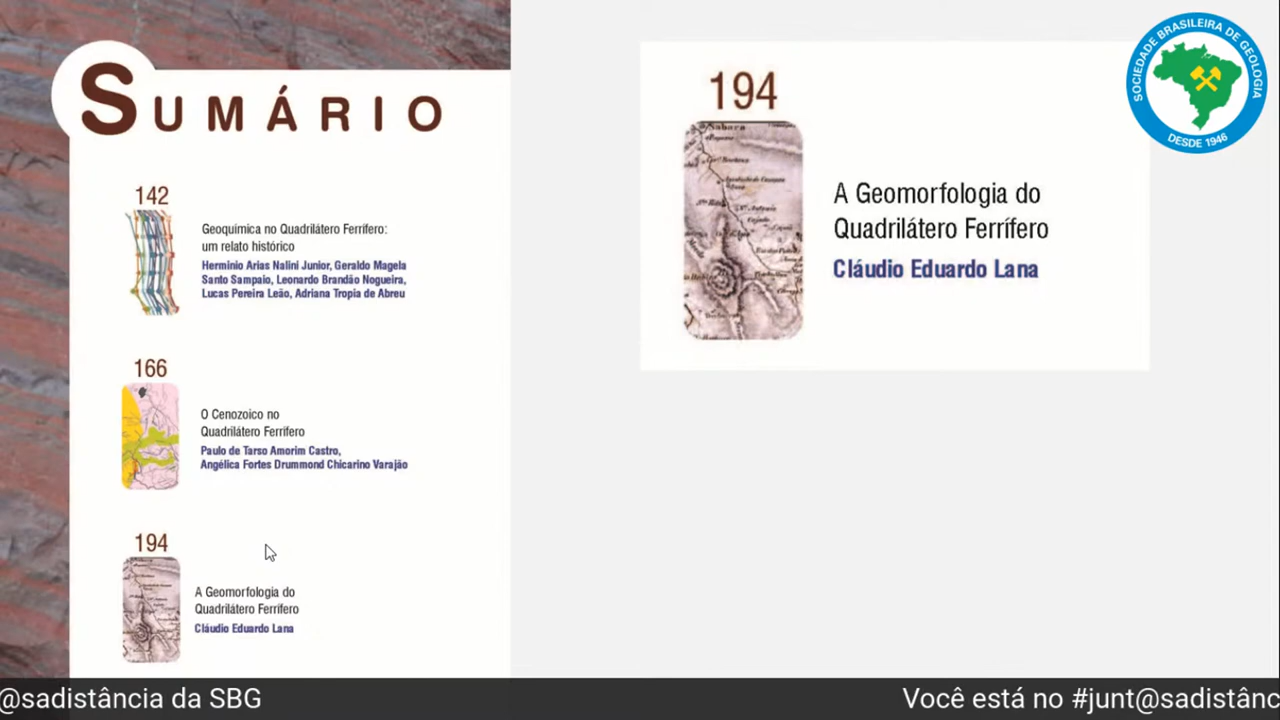 SUMÁRIO
142
Geoquímica no Quadrilátero Ferrífero:
um relato histórico
Herminio Arias Nalini Junior, Geraldo Magela
Santo Sampaio, Leonardo Brandão Nogueira,
Lucas Pereira Leão, Adriana Tropia de Abreu
166
O Cenozoico no
Quadrilátero Ferrífero
Paulo de Tarso Amorim Castro,
Angélica Fortes Drummond Chicarino Varajão
194
A Geomorfologia do
Quadrilátero Ferrífero
Cláudio Eduardo Lana
194
Sabara
A Geomorfologia do
Quadrilátero Ferrífero
Cláudio Eduardo Lana
SOCIEDADE BRASILEIRA DE GEOLOGIA
DESDE 1946
@sadistância da SBG
Você está no #junt@sadistânc